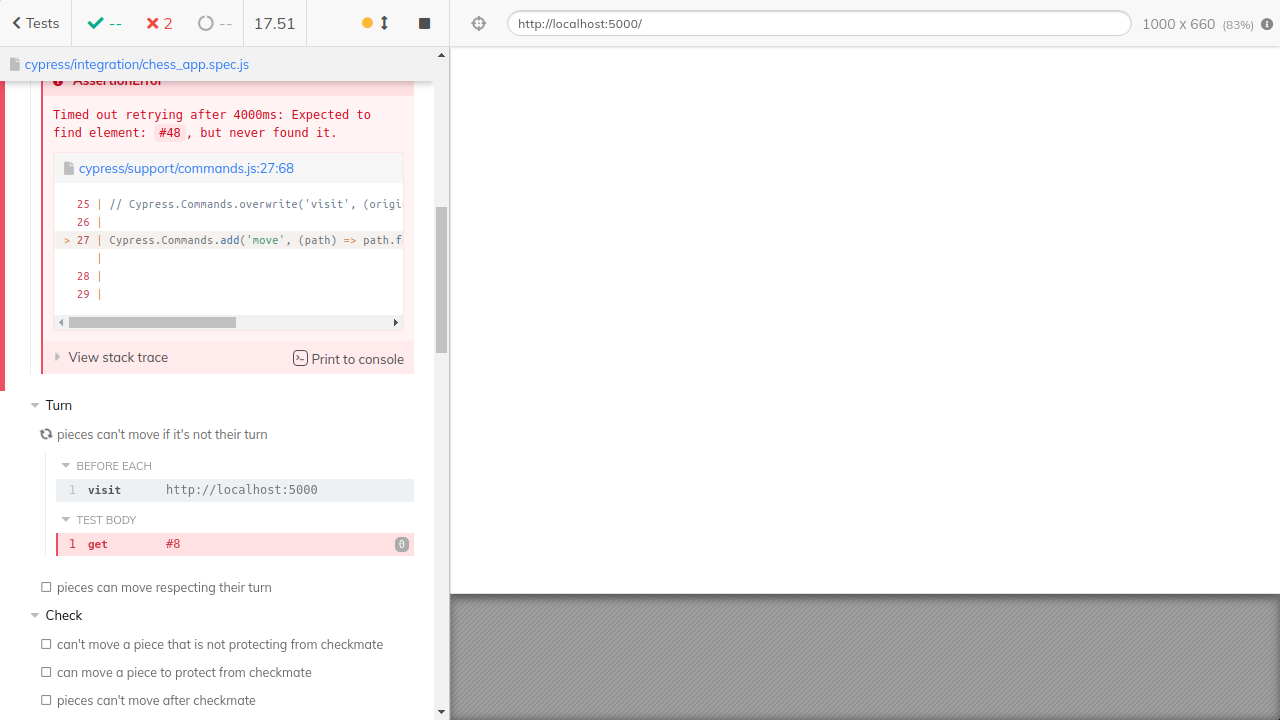 Tests
--
2
--
17.51
http://localhost:5000/
1000 x 660 (83%)
cypress/integration/chess_app.spec.js
AssertionError
Timed out retrying after 4000ms: Expected to
find element: #48, but never found it.
cypress/support/commands.js:27:68
25 | // Cypress.Commands.overwrite('visit', (origi
26 |
> 27 | Cypress.Commands.add('move', (path) => path.f
|
28 |
29 |
View stack trace
Print to console
Turn
pieces can't move if it's not their turn
BEFORE EACH
1 visit http://localhost:5000
TEST BODY
1 get #8 0
pieces can move respecting their turn
Check
can't move a piece that is not protecting from checkmate
can move a piece to protect from checkmate
pieces can't move after checkmate